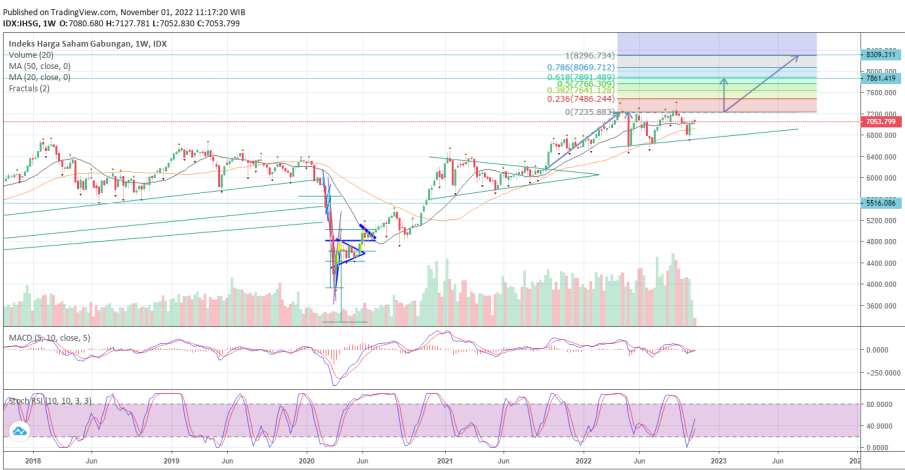 Published on TradingView.com, November 01, 2022 11:17:20 WIB
IDX:IHSG, 1W O:7080.680 H:7127.781 L:7052.830 C:7053.799
Indeks Harga Saham Gabungan, 1W, IDX
Volume (20)
MA (50, close, 0)
MA (20, close, 0)
Fractals (2)
1(8296.734)
0.786(8069.712)
0.618(7891.489)
0.5(7766.309)
0.382(7641.128)
0.236(7486.244)
0(7235.883)
8309.311
8000.000
7861.419
7600.000
7200.000
7053.799
6800.000
6400.000
6000.000
5516.086
5200.000
4800.000
4400.000
4000.000
3600.000
MACD (5, 10, close, 5)
0.0000
−250.0000
Stoch RSI (10, 10, 3, 3)
80.0000
40.0000
0.0000
2018 Jun 2019 Jun 2020 Jun 2021 Jun 2022 Jun 2023 Jun